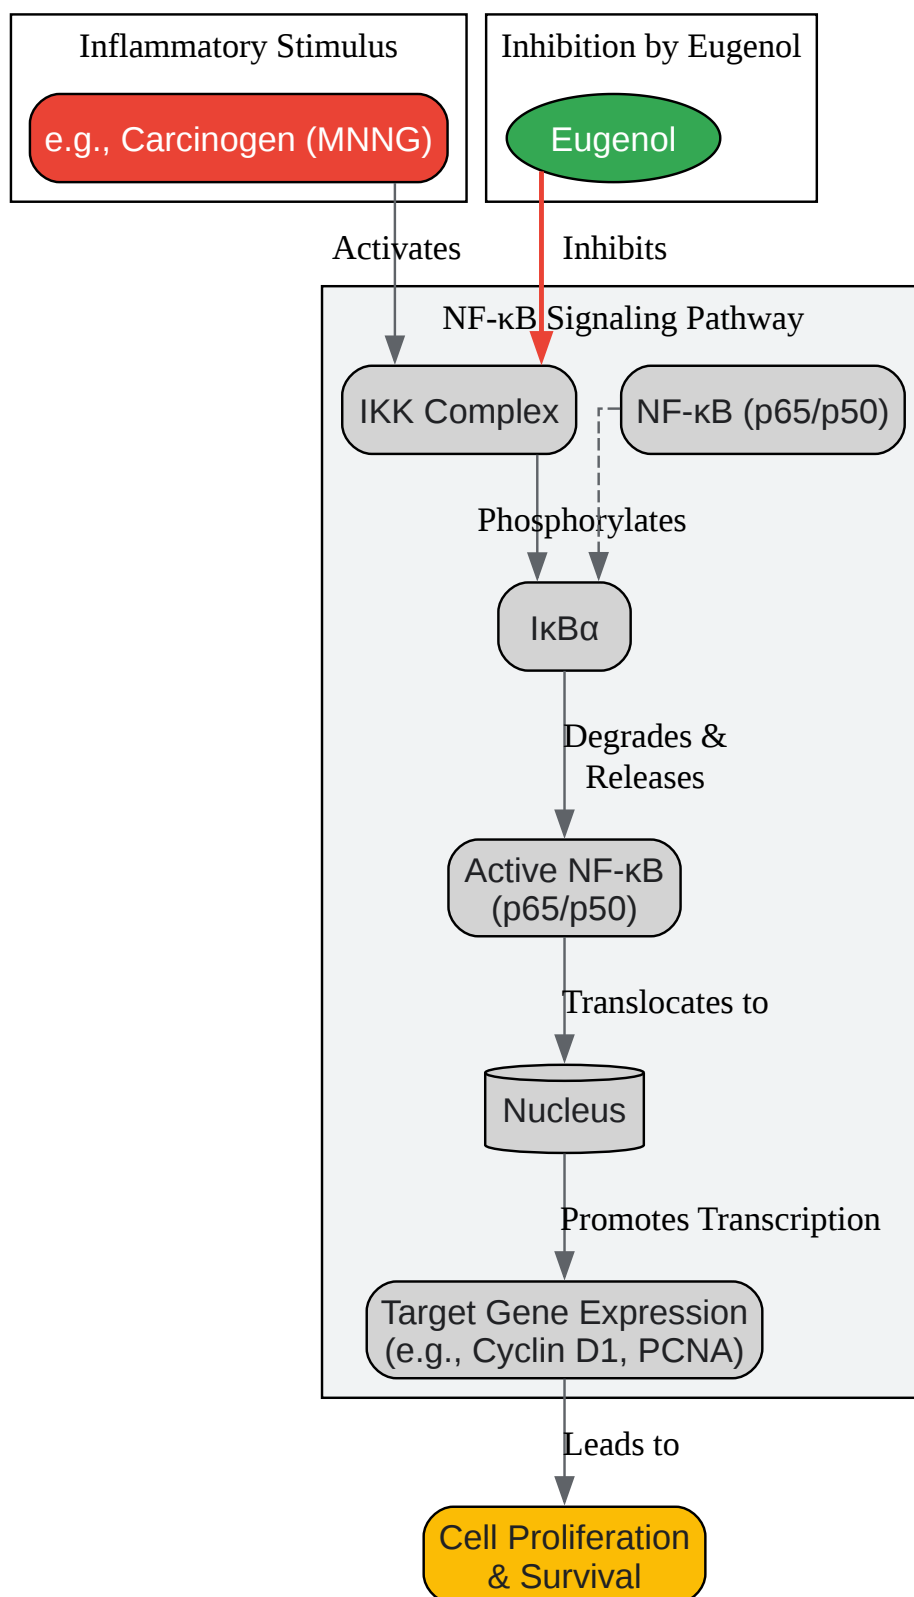 Inflammatory Stimulus
e.g., Carcinogen (MNNG)
Inhibition by Eugenol
Eugenol
Activates
Inhibits
NF-κB Signaling Pathway
IKK Complex
NF-κB (p65/p50)
Phosphorylates
IκBα
Degrades &
Releases
Active NF-κB
(p65/p50)
Translocates to
Nucleus
Promotes Transcription
Target Gene Expression
(e.g., Cyclin D1, PCNA)
Leads to
Cell Proliferation
& Survival